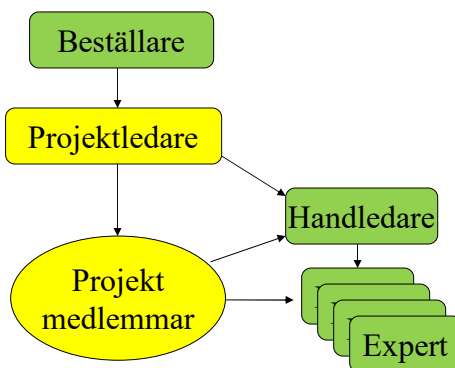 Beställare
Projektledare
Handledare
Projekt
medlemmar
Expert